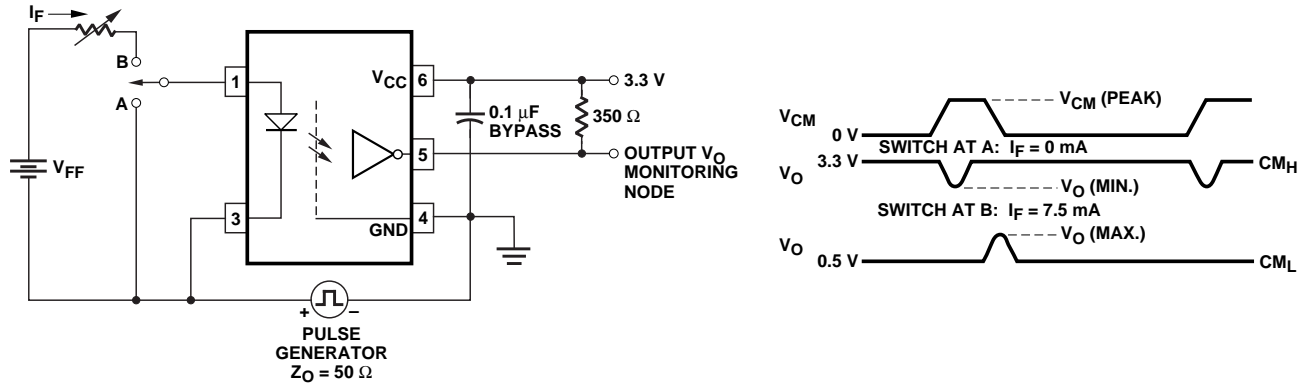 IF
B
A
VFF
1
3
VCC
6
5
GND
4
0.1 μF
BYPASS
3.3 V
350 Ω
OUTPUT VO
MONITORING
NODE
+
–
PULSE
GENERATOR
ZO = 50 Ω
VCM (PEAK)
VCM
0 V
SWITCH AT A: IF = 0 mA
VO
3.3 V
CMH
VO (MIN.)
SWITCH AT B: IF = 7.5 mA
VO (MAX.)
VO
0.5 V
CML